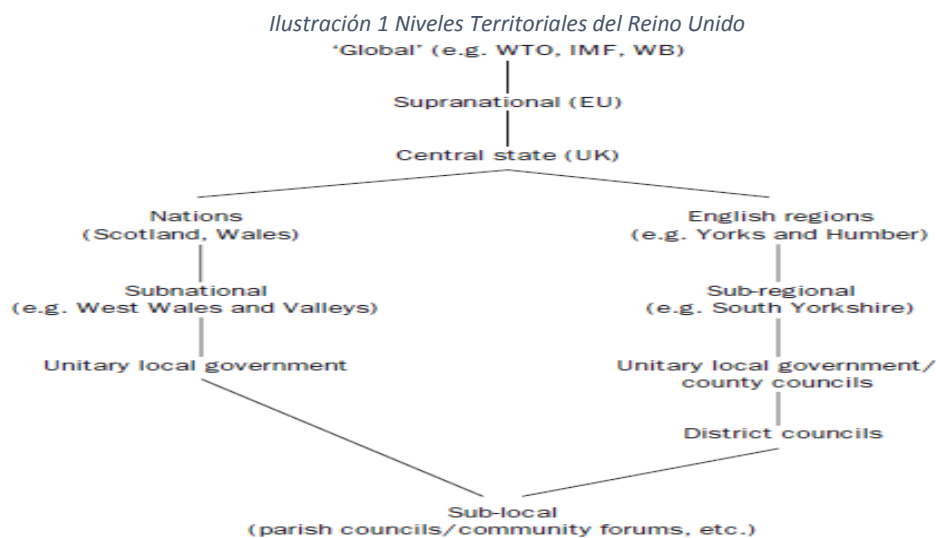 Ilustración 1 Niveles Territoriales del Reino Unido
‘Global’ (e.g. WTO, IMF, WB)
Supranational (EU)
Central state (UK)
Nations
(Scotland, Wales)
English regions
(e.g. Yorks and Humber)
Subnational
(e.g. West Wales and Valleys)
Sub-regional
(e.g. South Yorkshire)
Unitary local government
Unitary local government/
county councils
District councils
Sub-local
(parish councils/community forums, etc.)